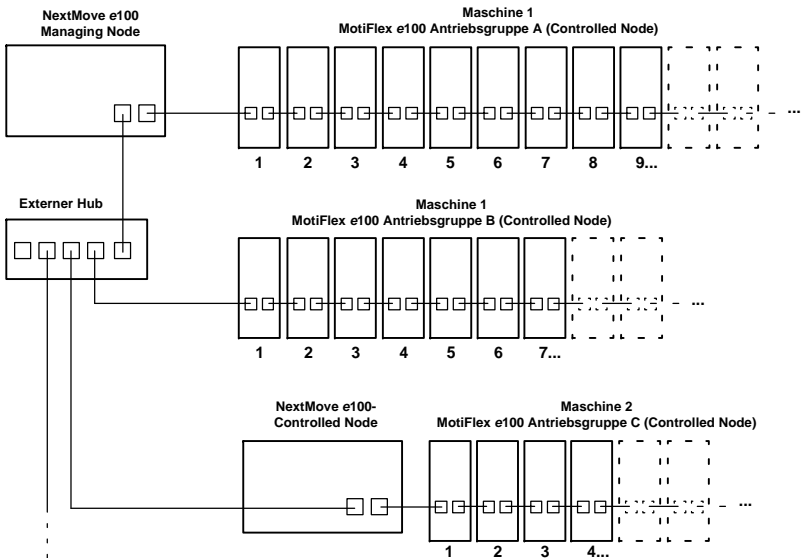 NextMove e100
Managing Node
Maschine 1
MotiFlex e100 Antriebsgruppe A (Controlled Node)
...
1 2 3 4 5 6 7 8 9...
Externer Hub
Maschine 1
MotiFlex e100 Antriebsgruppe B (Controlled Node)
...
1 2 3 4 5 6 7...
NextMove e100-
Controlled Node
Maschine 2
MotiFlex e100 Antriebsgruppe C (Controlled Node)
...
1 2 3 4...